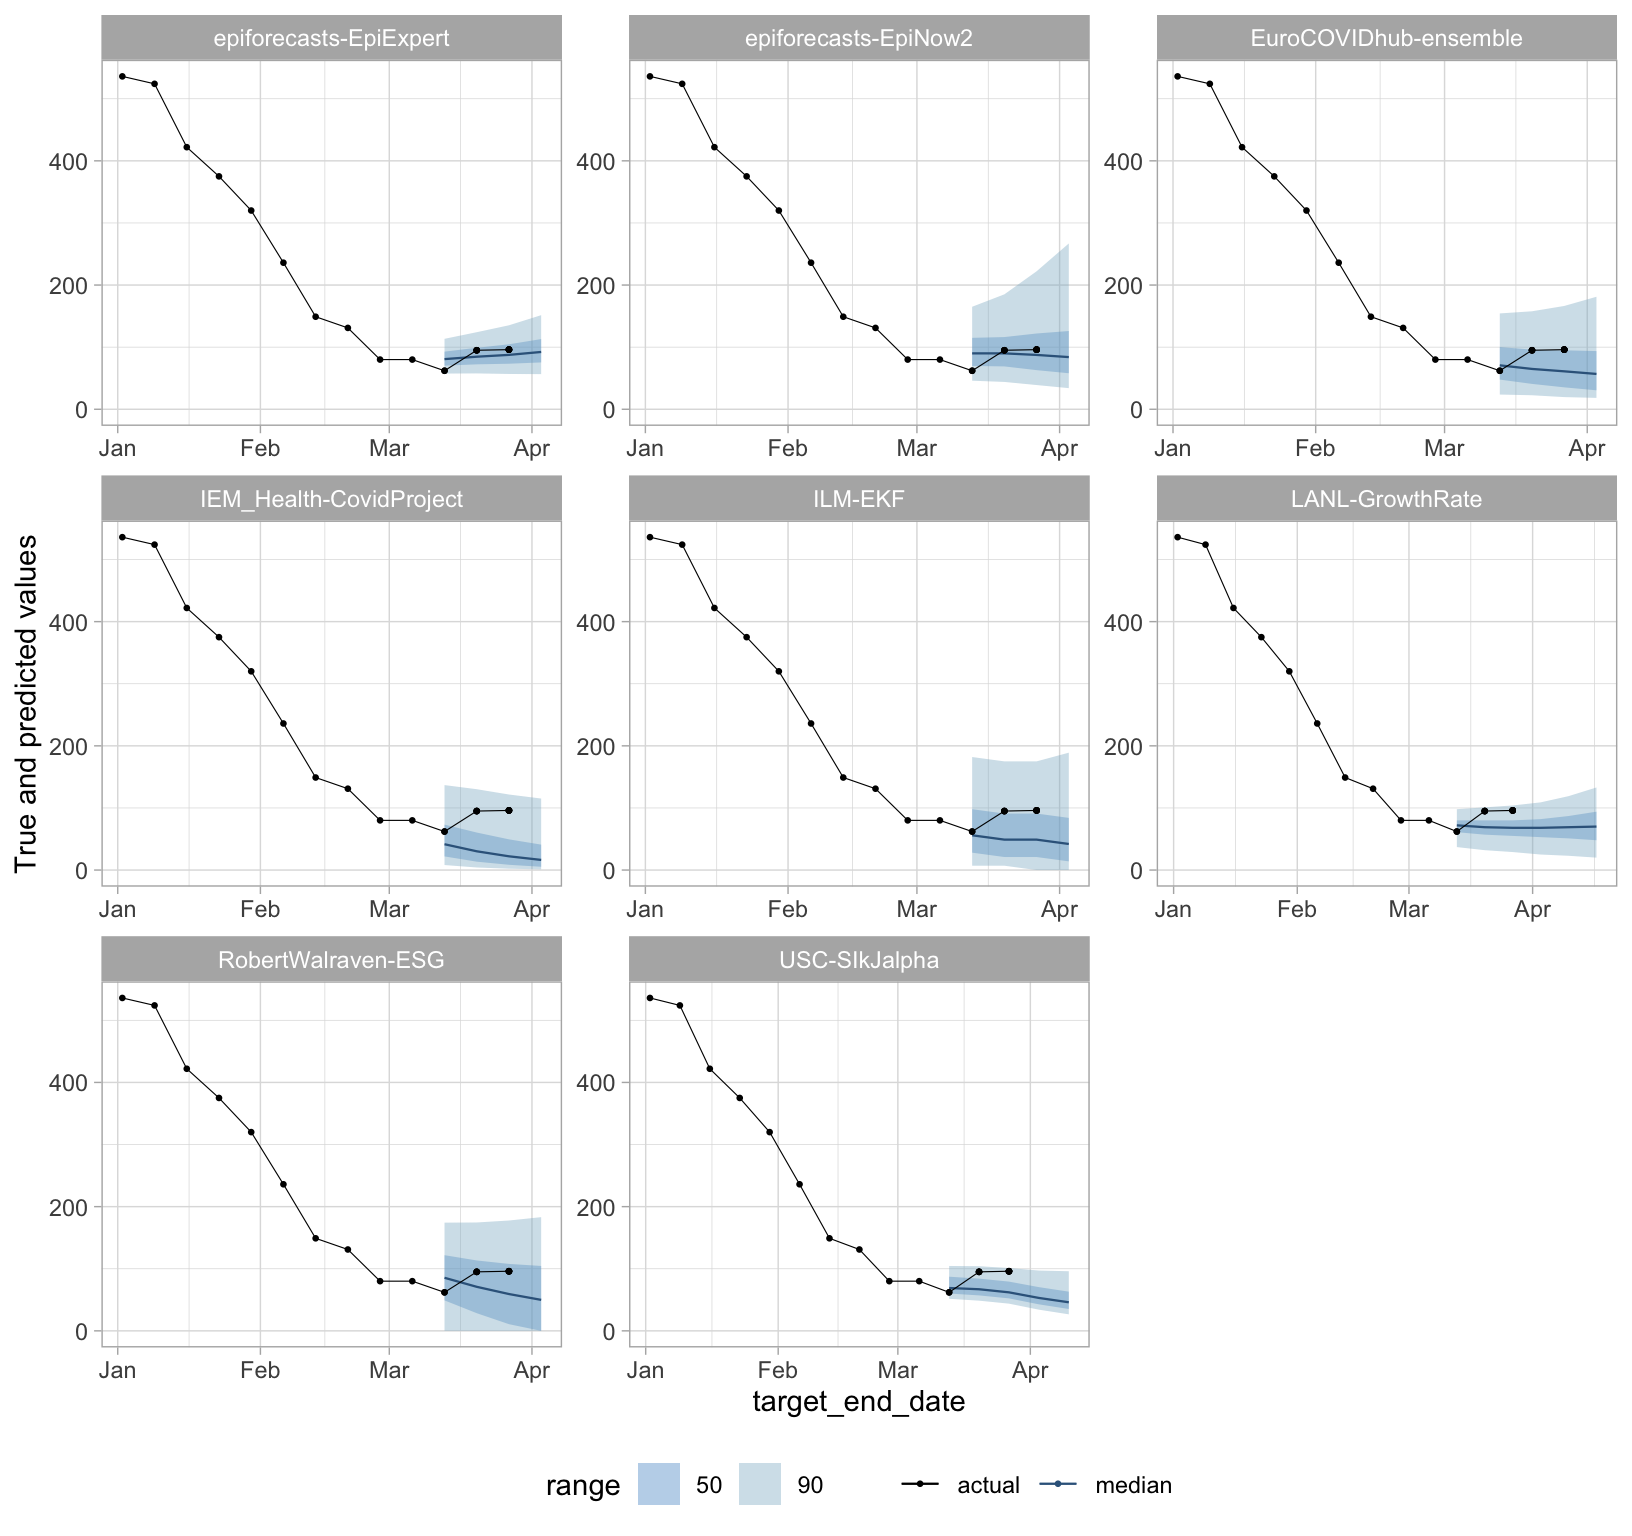 epiforecasts-EpiExpert
epiforecasts-EpiNow2
EuroCOVIDhub-ensemble
400
200
0
Jan Feb Mar Apr
400
200
0
Jan Feb Mar Apr
400
200
0
Jan Feb Mar Apr
True and predicted values
IEM_Health-CovidProject
ILM-EKF
LANL-GrowthRate
400
200
0
Jan Feb Mar Apr
400
200
0
Jan Feb Mar Apr
400
200
0
Jan Feb Mar Apr
RobertWalraven-ESG
USC-SIkJalpha
400
200
0
Jan Feb Mar Apr
400
200
0
Jan Feb Mar Apr
target_end_date
range 50 90 actual median